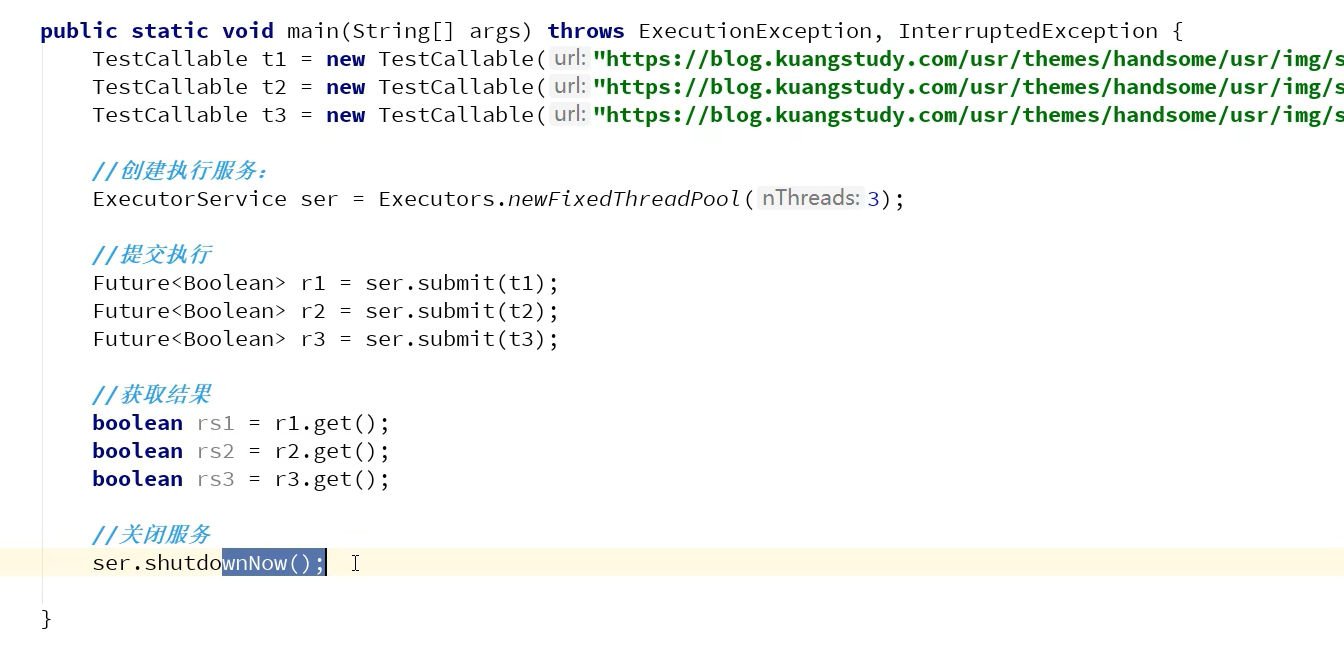 public static void main(String[] args) throws ExecutionException, InterruptedException {
TestCallable t1 = new TestCallable( url: "https://blog.kuangstudy.com/usr/themes/handsome/usr/img/s
TestCallable t2 = new TestCallable( url: "https://blog.kuangstudy.com/usr/themes/handsome/usr/img/s
TestCallable t3 = new TestCallable( url: "https://blog.kuangstudy.com/usr/themes/handsome/usr/img/s
//创建执行服务：
ExecutorService ser = Executors.newFixedThreadPool( nThreads: 3);
//提交执行
Future<Boolean> r1 = ser.submit(t1);
Future<Boolean> r2 = ser.submit(t2);
Future<Boolean> r3 = ser.submit(t3);
//获取结果
boolean rs1 = r1.get();
boolean rs2 = r2.get();
boolean rs3 = r3.get();
//关闭服务
ser.shutdownNow();
}